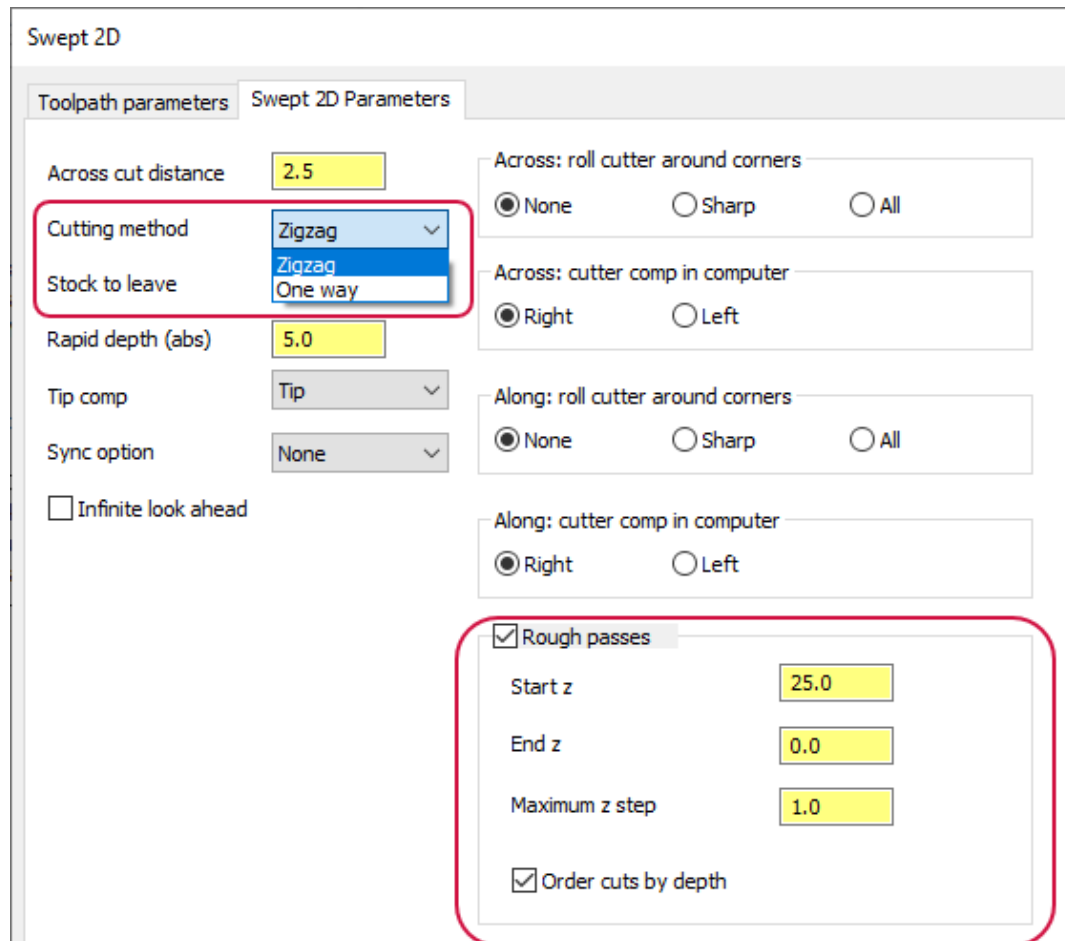 Swept 2D
Toolpath parameters
Swept 2D Parameters
Across cut distance
2.5
Cutting method
Zigzag
Zigzag
One way
Stock to leave
Rapid depth (abs)
5.0
Tip comp
Tip
Sync option
None
Infinite look ahead
Across: roll cutter around corners
None Sharp All
Across: cutter comp in computer
Right Left
Along: roll cutter around corners
None Sharp All
Along: cutter comp in computer
Right Left
Rough passes
Start z
25.0
End z
0.0
Maximum z step
1.0
Order cuts by depth